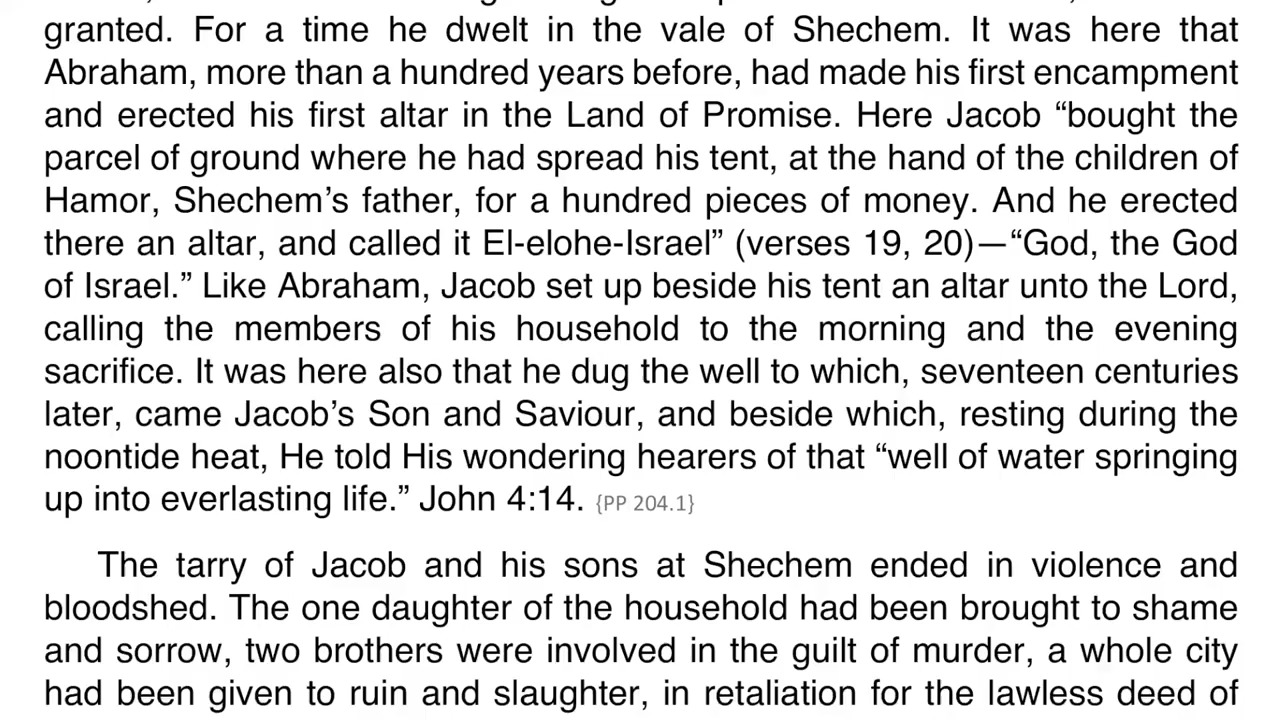 granted. For a time he dwelt in the vale of Shechem. It was here that
Abraham, more than a hundred years before, had made his first encampment
and erected his first altar in the Land of Promise. Here Jacob “bought the
parcel of ground where he had spread his tent, at the hand of the children of
Hamor, Shechem’s father, for a hundred pieces of money. And he erected
there an altar, and called it El-elohe-Israel” (verses 19, 20)—“God, the God
of Israel.” Like Abraham, Jacob set up beside his tent an altar unto the Lord,
calling the members of his household to the morning and the evening
sacrifice. It was here also that he dug the well to which, seventeen centuries
later, came Jacob’s Son and Saviour, and beside which, resting during the
noontide heat, He told His wondering hearers of that “well of water springing
up into everlasting life.” John 4:14. {PP 204.1}
The tarry of Jacob and his sons at Shechem ended in violence and
bloodshed. The one daughter of the household had been brought to shame
and sorrow, two brothers were involved in the guilt of murder, a whole city
had been given to ruin and slaughter, in retaliation for the lawless deed of